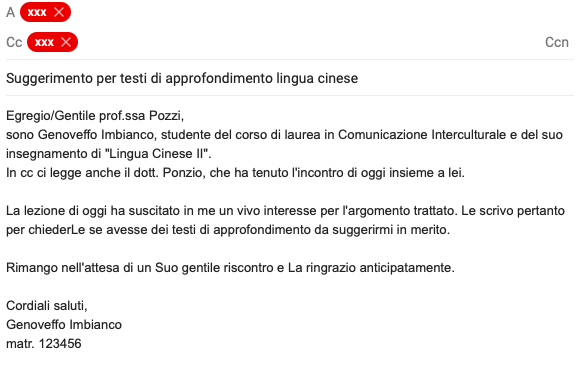 A xxx
Cc xxx Ccn
Suggerimento per testi di approfondimento lingua cinese
Egregio/Gentile prof.ssa Pozzi,
sono Genoveffo Imbianco, studente del corso di laurea in Comunicazione Interculturale e del suo
insegnamento di "Lingua Cinese II".
In cc ci legge anche il dott. Ponzio, che ha tenuto l'incontro di oggi insieme a lei.
La lezione di oggi ha suscitato in me un vivo interesse per l'argomento trattato. Le scrivo pertanto
per chiederLe se avesse dei testi di approfondimento da suggerirmi in merito.
Rimango nell'attesa di un Suo gentile riscontro e La ringrazio anticipatamente.
Cordiali saluti,
Genoveffo Imbianco
matr. 123456